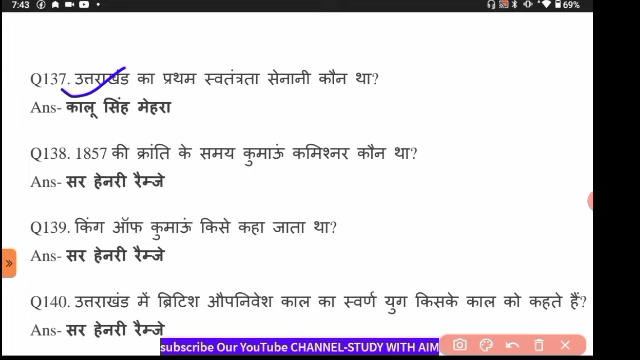 7:43
69%
Q137. उत्तराखंड का प्रथम स्वतंत्रता सेनानी कौन था?
Ans- कालू सिंह मेहरा
Q138. 1857 की क्रांति के समय कुमाऊं कमिश्नर कौन था?
Ans- सर हेनरी रैम्जे
Q139. किंग ऑफ कुमाऊं किसे कहा जाता था?
Ans- सर हेनरी रैम्जे
Q140. उत्तराखंड में ब्रिटिश औपनिवेश काल का स्वर्ण युग किसके काल को कहते हैं?
Ans- सर हेनरी रैम्जे
subscribe Our YouTube CHANNEL-STUDY WITH AIM